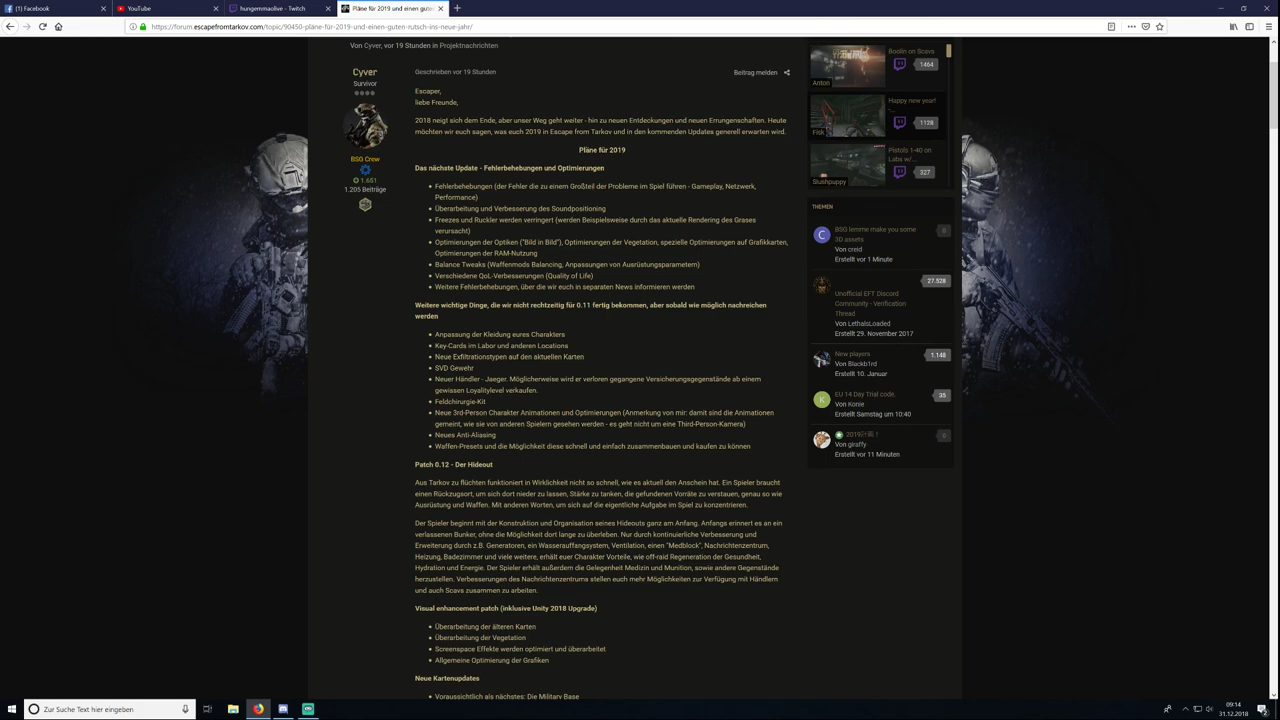 Facebook
YouTube
hungemmaolive - Twitch
Pläne für 2019 und einen guten
https://forum.escapefromtarkov.com/topic/90450-pläne-für-2019-und-einen-guten-rutsch-ins-neue-jahr/
Von Cyver, vor 19 Stunden in Projektnachrichten
Cyver
Survivor
BSG Crew
1.651
1.205 Beiträge
Geschrieben vor 19 Stunden
Beitrag melden
Escaper,
liebe Freunde,
2018 neigt sich dem Ende, aber unser Weg geht weiter - hin zu neuen Entdeckungen und neuen Errungenschaften. Heute
möchten wir euch sagen, was euch 2019 in Escape from Tarkov und in den kommenden Updates generell erwarten wird.
Pläne für 2019
Das nächste Update - Fehlerbehebungen und Optimierungen
Fehlerbehebungen (der Fehler die zu einem Großteil der Probleme im Spiel führen - Gameplay, Netzwerk,
Performance)
Überarbeitung und Verbesserung des Soundpositioning
Freezes und Ruckler werden verringert (werden Beispielsweise durch das aktuelle Rendering des Grases
verursacht)
Optimierungen der Optiken ("Bild in Bild"), Optimierungen der Vegetation, spezielle Optimierungen auf Grafikkarten,
Optimierungen der RAM-Nutzung
Balance Tweaks (Waffenmods Balancing, Anpassungen von Ausrüstungsparametern)
Verschiedene QoL-Verbesserungen (Quality of Life)
Weitere Fehlerbehebungen, über die wir euch in separaten News informieren werden
Weitere wichtige Dinge, die wir nicht rechtzeitig für 0.11 fertig bekommen, aber sobald wie möglich nachreichen
werden
Anpassung der Kleidung eures Charakters
Key-Cards im Labor und anderen Locations
Neue Exfiltrationstypen auf den aktuellen Karten
SVD Gewehr
Neuer Händler - Jaeger. Möglicherweise wird er verloren gegangene Versicherungsgegenstände ab einem
gewissen Loyalitylevel verkaufen.
Feldchirurgie-Kit
Neue 3rd-Person Charakter Animationen und Optimierungen (Anmerkung von mir: damit sind die Animationen
gemeint, wie sie von anderen Spielern gesehen werden - es geht nicht um eine Third-Person-Kamera)
Neues Anti-Aliasing
Waffen-Presets und die Möglichkeit diese schnell und einfach zusammenbauen und kaufen zu können
Patch 0.12 - Der Hideout
Aus Tarkov zu flüchten funktioniert in Wirklichkeit nicht so schnell, wie es aktuell den Anschein hat. Ein Spieler braucht
einen Rückzugsort, um sich dort nieder zu lassen, Stärke zu tanken, die gefundenen Vorräte zu verstauen, genau so wie
Ausrüstung und Waffen. Mit anderen Worten, um sich auf die eigentliche Aufgabe im Spiel zu konzentrieren.
Der Spieler beginnt mit der Konstruktion und Organisation seines Hideouts ganz am Anfang. Anfangs erinnert es an ein
verlassenen Bunker, ohne die Möglichkeit dort lange zu überleben. Nur durch kontinuierliche Verbesserung und
Erweiterung durch z.B. Generatoren, ein Wasserauffangsystem, Ventilation, einen "Medblock", Nachrichtenzentrum,
Heizung, Badezimmer und viele weitere, erhält euer Charakter Vorteile, wie off-raid Regeneration der Gesundheit,
Hydration und Energie. Der Spieler erhält außerdem die Gelegenheit Medizin und Munition, sowie andere Gegenstände
herzustellen. Verbesserungen des Nachrichtenzentrums stellen euch mehr Möglichkeiten zur Verfügung mit Händlern
und auch Scavs zusammen zu arbeiten.
Visual enhancement patch (inklusive Unity 2018 Upgrade)
Überarbeitung der älteren Karten
Überarbeitung der Vegetation
Screenspace Effekte werden optimiert und überarbeitet
Allgemeine Optimierung der Grafiken
Neue Kartenupdates
Voraussichtlich als nächstes: Die Military Base
Boolin on Scavs
1464
Anton
Happy new year!
-...
1128
Fisk
Pistols 1-40 on
Labs w/...
327
Slushpuppy
THEMEN
C
BSG lemme make you some
3D assets
Von creid
Erstellt vor 1 Minute
0
27.528
Unofficial EFT Discord
Community - Verification
Thread
Von LethalsLoaded
Erstellt 29. November 2017
New players
Von Blackb1rd
Erstellt 10. Januar
1.148
K
EU 14 Day Trial code.
Von Konie
Erstellt Samstag um 10:40
35
Von giraffy
Erstellt vor 11 Minuten
0
Zur Suche Text hier eingeben
09:14
31.12.2018
2